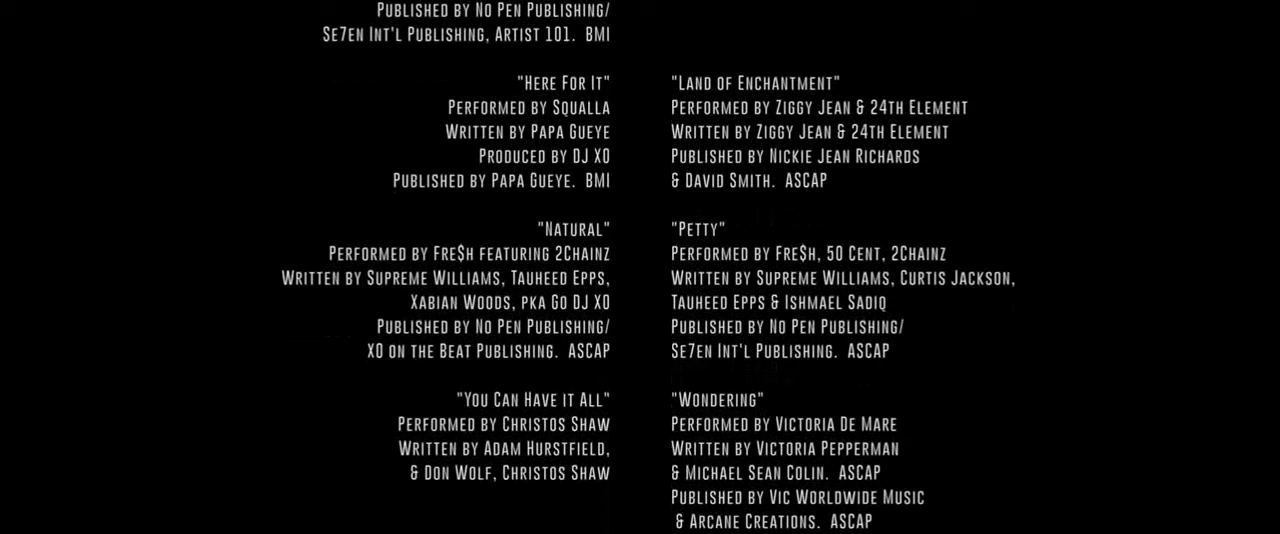 Published by No Pen Publishing/
Se7en Int'l Publishing, Artist 101.  BMI
"Here For It"
Performed by Squalla
Written by Papa Gueye
Produced by DJ XO
Published by Papa Gueye.  BMI
"Natural"
Performed by Fre$h featuring 2Chainz
Written by Supreme Williams, Tauheed Epps,
Xabian Woods, pka Go DJ XO
Published by No Pen Publishing/
XO on the Beat Publishing.  ASCAP
"You Can Have it All"
Performed by Christos Shaw
Written by Adam Hurstfield,
& Don Wolf, Christos Shaw
"Land of Enchantment"
Performed by Ziggy Jean & 24th Element
Written by Ziggy Jean & 24th Element
Published by Nickie Jean Richards
& David Smith.  ASCAP
"Petty"
Performed by Fre$h, 50 Cent, 2Chainz
Written by Supreme Williams, Curtis Jackson,
Tauheed Epps & Ishmael Sadiq
Published by No Pen Publishing/
Se7en Int'l Publishing.  ASCAP
"Wondering"
Performed by Victoria De Mare
Written by Victoria Pepperman
& Michael Sean Colin.  ASCAP
Published by Vic Worldwide Music
& Arcane Creations.  ASCAP